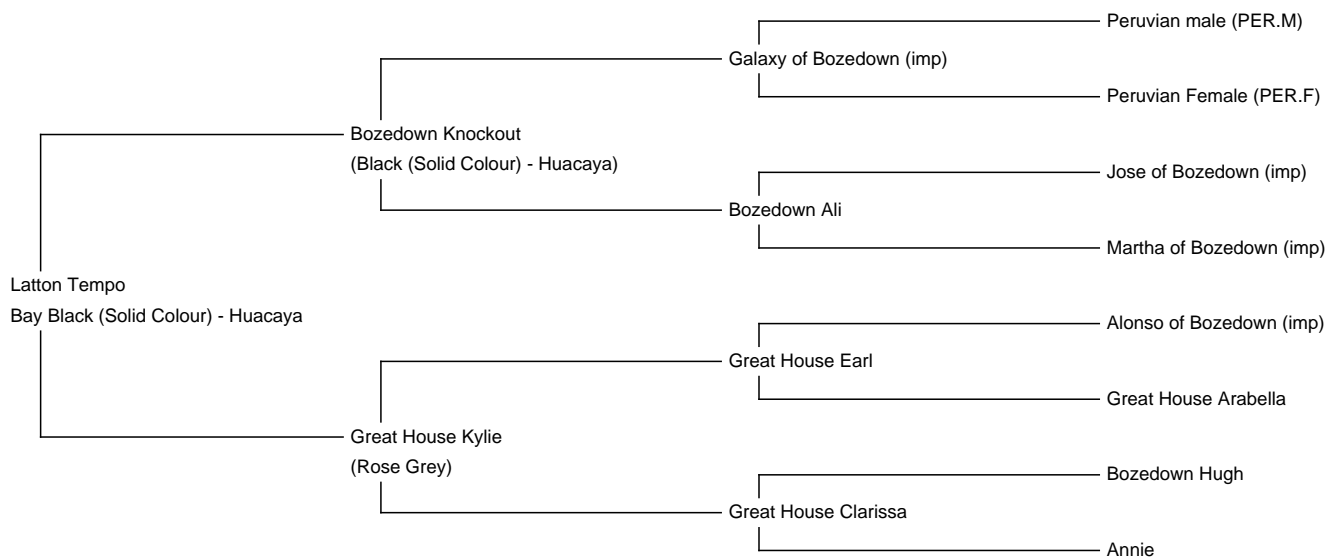 Peruvian male (PER.M)
Galaxy of Bozedown (imp)
Peruvian Female (PER.F)
Bozedown Knockout
(Black (Solid Colour) - Huacaya)
Jose of Bozedown (imp)
Bozedown Ali
Martha of Bozedown (imp)
Latton Tempo
Bay Black (Solid Colour) - Huacaya
Alonso of Bozedown (imp)
Great House Earl
Great House Arabella
Great House Kylie
(Rose Grey)
Bozedown Hugh
Great House Clarissa
Annie